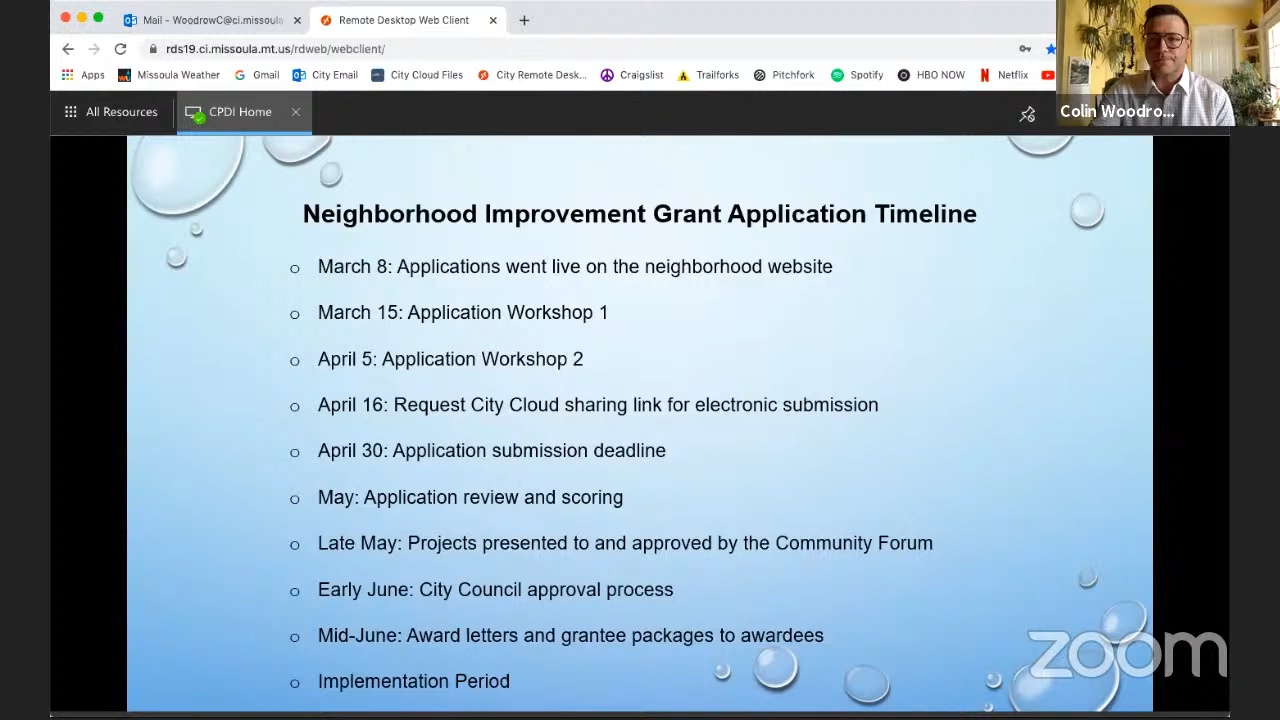 Mail - WoodrowC@ci.missoula
Remote Desktop Web Client
rds19.ci.missoula.mt.us/rdweb/webclient/
Apps
Missoula Weather
Gmail
City Email
City Cloud Files
City Remote Desk...
Craigslist
Trailforks
Pitchfork
Spotify
HBO NOW
Netflix
All Resources
CPDI Home
Colin Woodro...
Neighborhood Improvement Grant Application Timeline
March 8: Applications went live on the neighborhood website
March 15: Application Workshop 1
April 5: Application Workshop 2
April 16: Request City Cloud sharing link for electronic submission
April 30: Application submission deadline
May: Application review and scoring
Late May: Projects presented to and approved by the Community Forum
Early June: City Council approval process
Mid-June: Award letters and grantee packages to awardees
Implementation Period
zoom